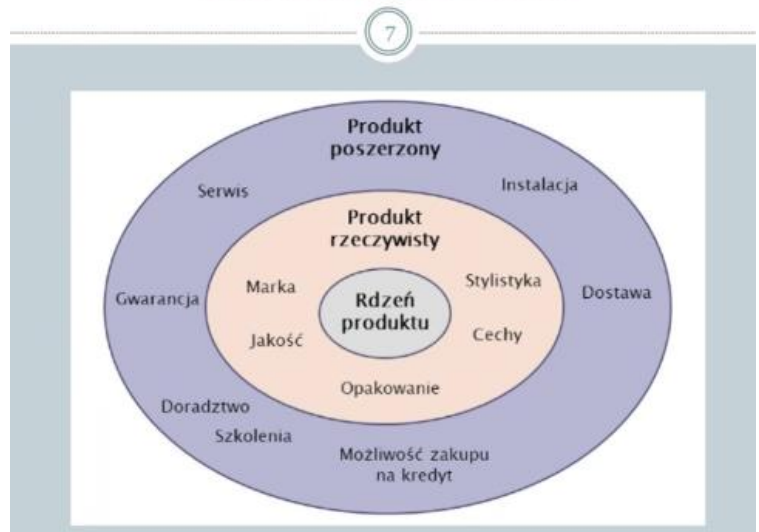 7
Produkt
poszerzony
Serwis
Instalacja
Produkt
rzeczywisty
Gwarancja
Marka
Stylistyka
Dostawa
Rdzeń
produktu
Jakość
Cechy
Opakowanie
Doradztwo
Szkolenia
Możliwość zakupu
na kredyt